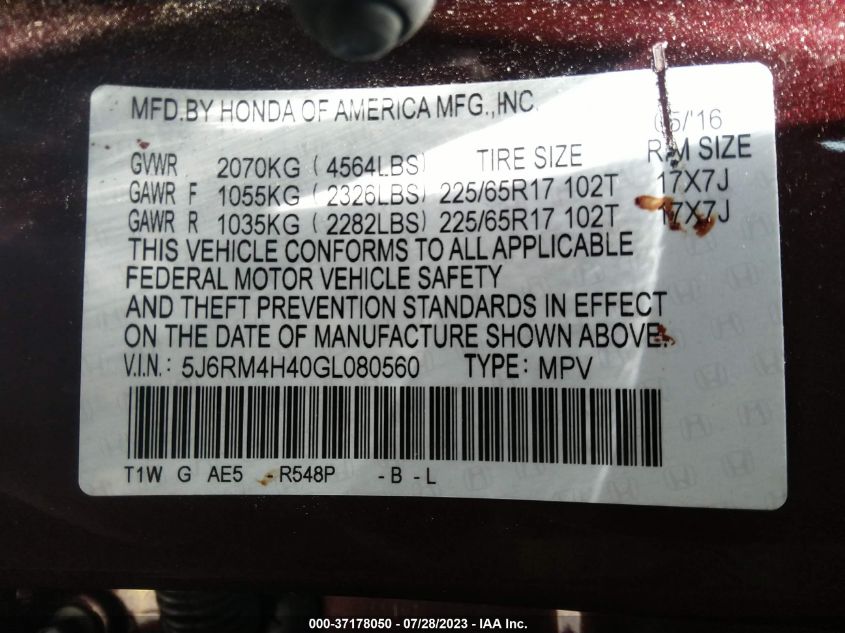 MFD.BY HONDA OF AMERICA MFG.,INC. 05/'16
GVWR 2070KG (4564LBS) TIRE SIZE RIM SIZE
GAWR F 1055KG (2326LBS) 225/65R17 102T 17X7J
GAWR R 1035KG (2282LBS) 225/65R17 102T 17X7J
THIS VEHICLE CONFORMS TO ALL APPLICABLE
FEDERAL MOTOR VEHICLE SAFETY
AND THEFT PREVENTION STANDARDS IN EFFECT
ON THE DATE OF MANUFACTURE SHOWN ABOVE.
V.I.N.: 5J6RM4H40GL080560 TYPE: MPV
T1W G AE5 - R548P - B - L
000-37178050 / 07/28/2023 - IAA Inc.